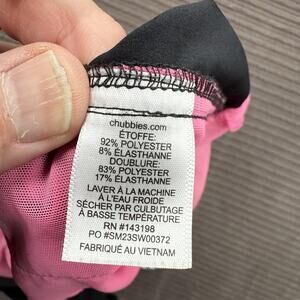 chubbies.com
ÉTOFFE:
92% POLYESTER
8% ÉLASTHANNE
DOUBLURE:
83% POLYESTER
17% ÉLASTHANNE
LAVER À LA MACHINE
À L'EAU FROIDE
SÉCHER PAR CULBUTAGE
À BASSE TEMPÉRATURE
RN #143198
PO #SM23SW00372
FABRIQUÉ AU VIETNAM